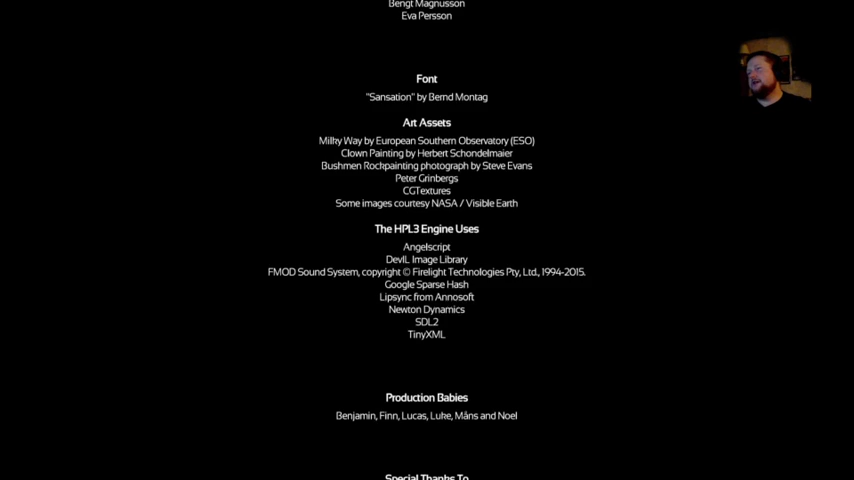 Bengt Magnusson
Eva Persson
Font
"Sansation" by Bernd Montag
Art Assets
Milky Way by European Southern Observatory (ESO)
Clown Painting by Herbert Schondelmaier
Bushmen Rockpainting photograph by Steve Evans
Peter Grinbergs
CGTextures
Some images courtesy NASA / Visible Earth
The HPL3 Engine Uses
Angelscript
DevIL Image Library
FMOD Sound System, copyright © Firelight Technologies Pty, Ltd., 1994-2015.
Google Sparse Hash
Lipsync from Annosoft
Newton Dynamics
SDL2
TinyXML
Production Babies
Benjamin, Finn, Lucas, Luke, Måns and Noel
Special Thanks To